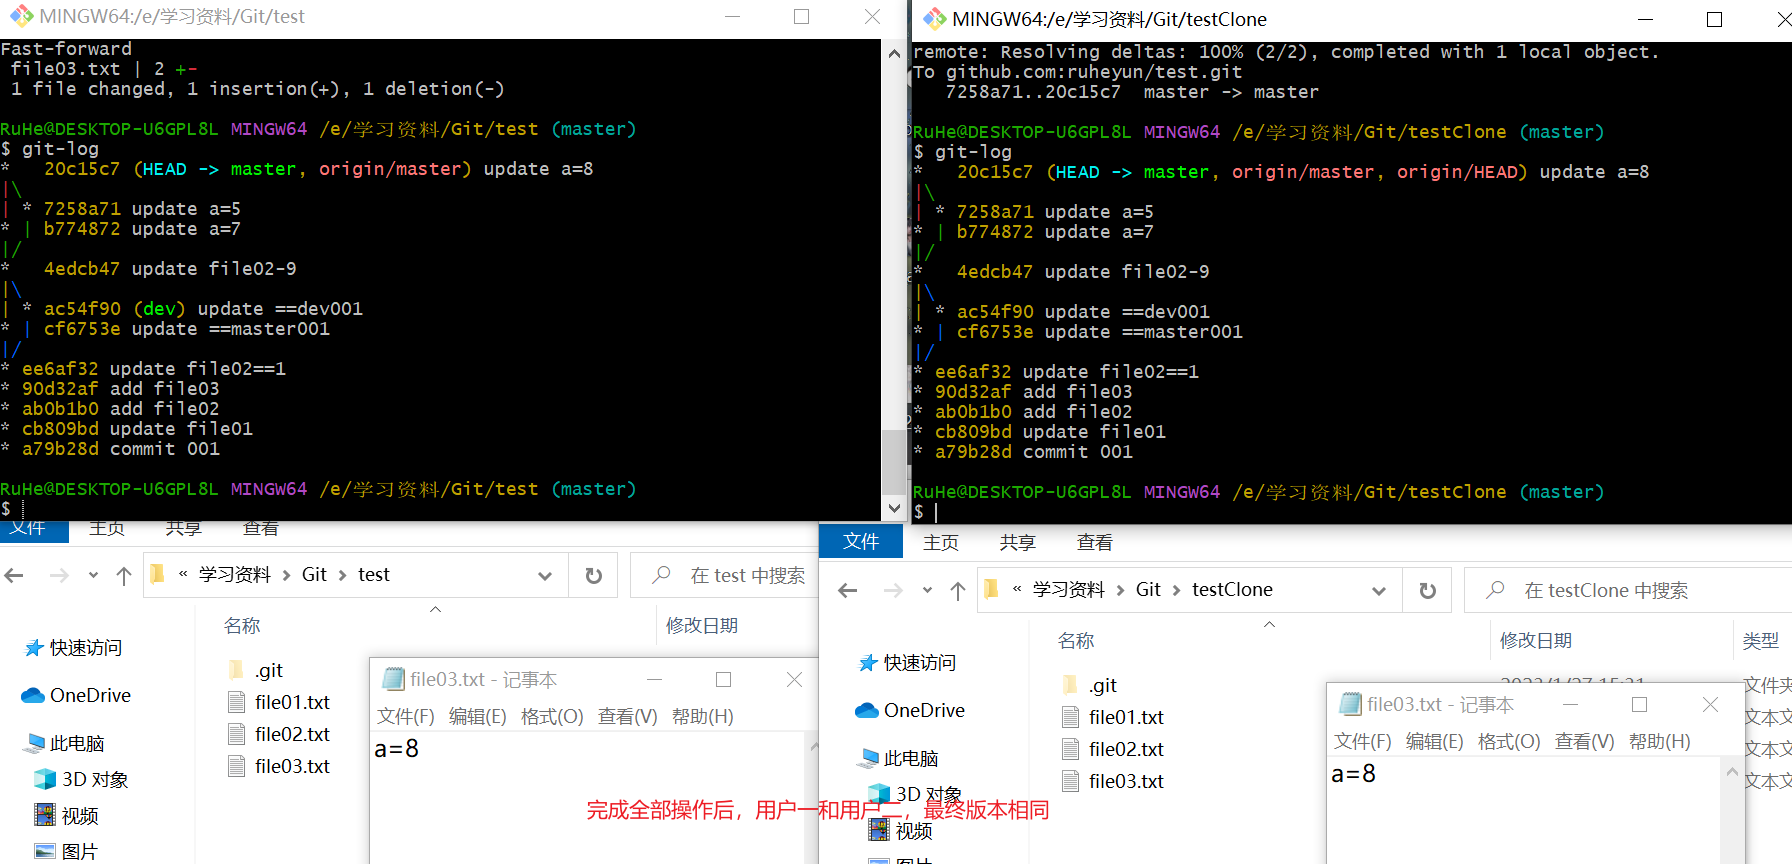 MINGW64:/e/学习资料/Git/test
Fast-forward
 file03.txt | 2 +-
 1 file changed, 1 insertion(+), 1 deletion(-)
RuHe@DESKTOP-U6GPL8L MINGW64 /e/学习资料/Git/test (master)
$ git-log
*   20c15c7 (HEAD -> master, origin/master) update a=8
|\
| * 7258a71 update a=5
* | b774872 update a=7
|/
*   4edcb47 update file02-9
|\
| * ac54f90 (dev) update ==dev001
* | cf6753e update ==master001
|/
* ee6af32 update file02==1
* 90d32af add file03
* ab0b1b0 add file02
* cb809bd update file01
* a79b28d commit 001
RuHe@DESKTOP-U6GPL8L MINGW64 /e/学习资料/Git/test (master)
$
MINGW64:/e/学习资料/Git/testClone
remote: Resolving deltas: 100% (2/2), completed with 1 local object.
To github.com:ruheyun/test.git
   7258a71..20c15c7  master -> master
RuHe@DESKTOP-U6GPL8L MINGW64 /e/学习资料/Git/testClone (master)
$ git-log
*   20c15c7 (HEAD -> master, origin/master, origin/HEAD) update a=8
|\
| * 7258a71 update a=5
* | b774872 update a=7
|/
*   4edcb47 update file02-9
|\
| * ac54f90 update ==dev001
* | cf6753e update ==master001
|/
* ee6af32 update file02==1
* 90d32af add file03
* ab0b1b0 add file02
* cb809bd update file01
* a79b28d commit 001
RuHe@DESKTOP-U6GPL8L MINGW64 /e/学习资料/Git/testClone (master)
$
文件 主页 共享 查看
« 学习资料 › Git › test
在 test 中搜索
名称 修改日期
快速访问
OneDrive
此电脑
3D 对象
视频
图片
.git
file01.txt
file02.txt
file03.txt
file03.txt - 记事本
文件(F) 编辑(E) 格式(O) 查看(V) 帮助(H)
a=8
文件 主页 共享 查看
« 学习资料 › Git › testClone
在 testClone 中搜索
名称 修改日期 类型
快速访问
OneDrive
此电脑
3D 对象
视频
图片
.git
file01.txt
file02.txt
file03.txt
文件夹
文本文
文本文
文本文
file03.txt - 记事本
文件(F) 编辑(E) 格式(O) 查看(V) 帮助(H)
a=8
完成全部操作后，用户一和用户二，最终版本相同